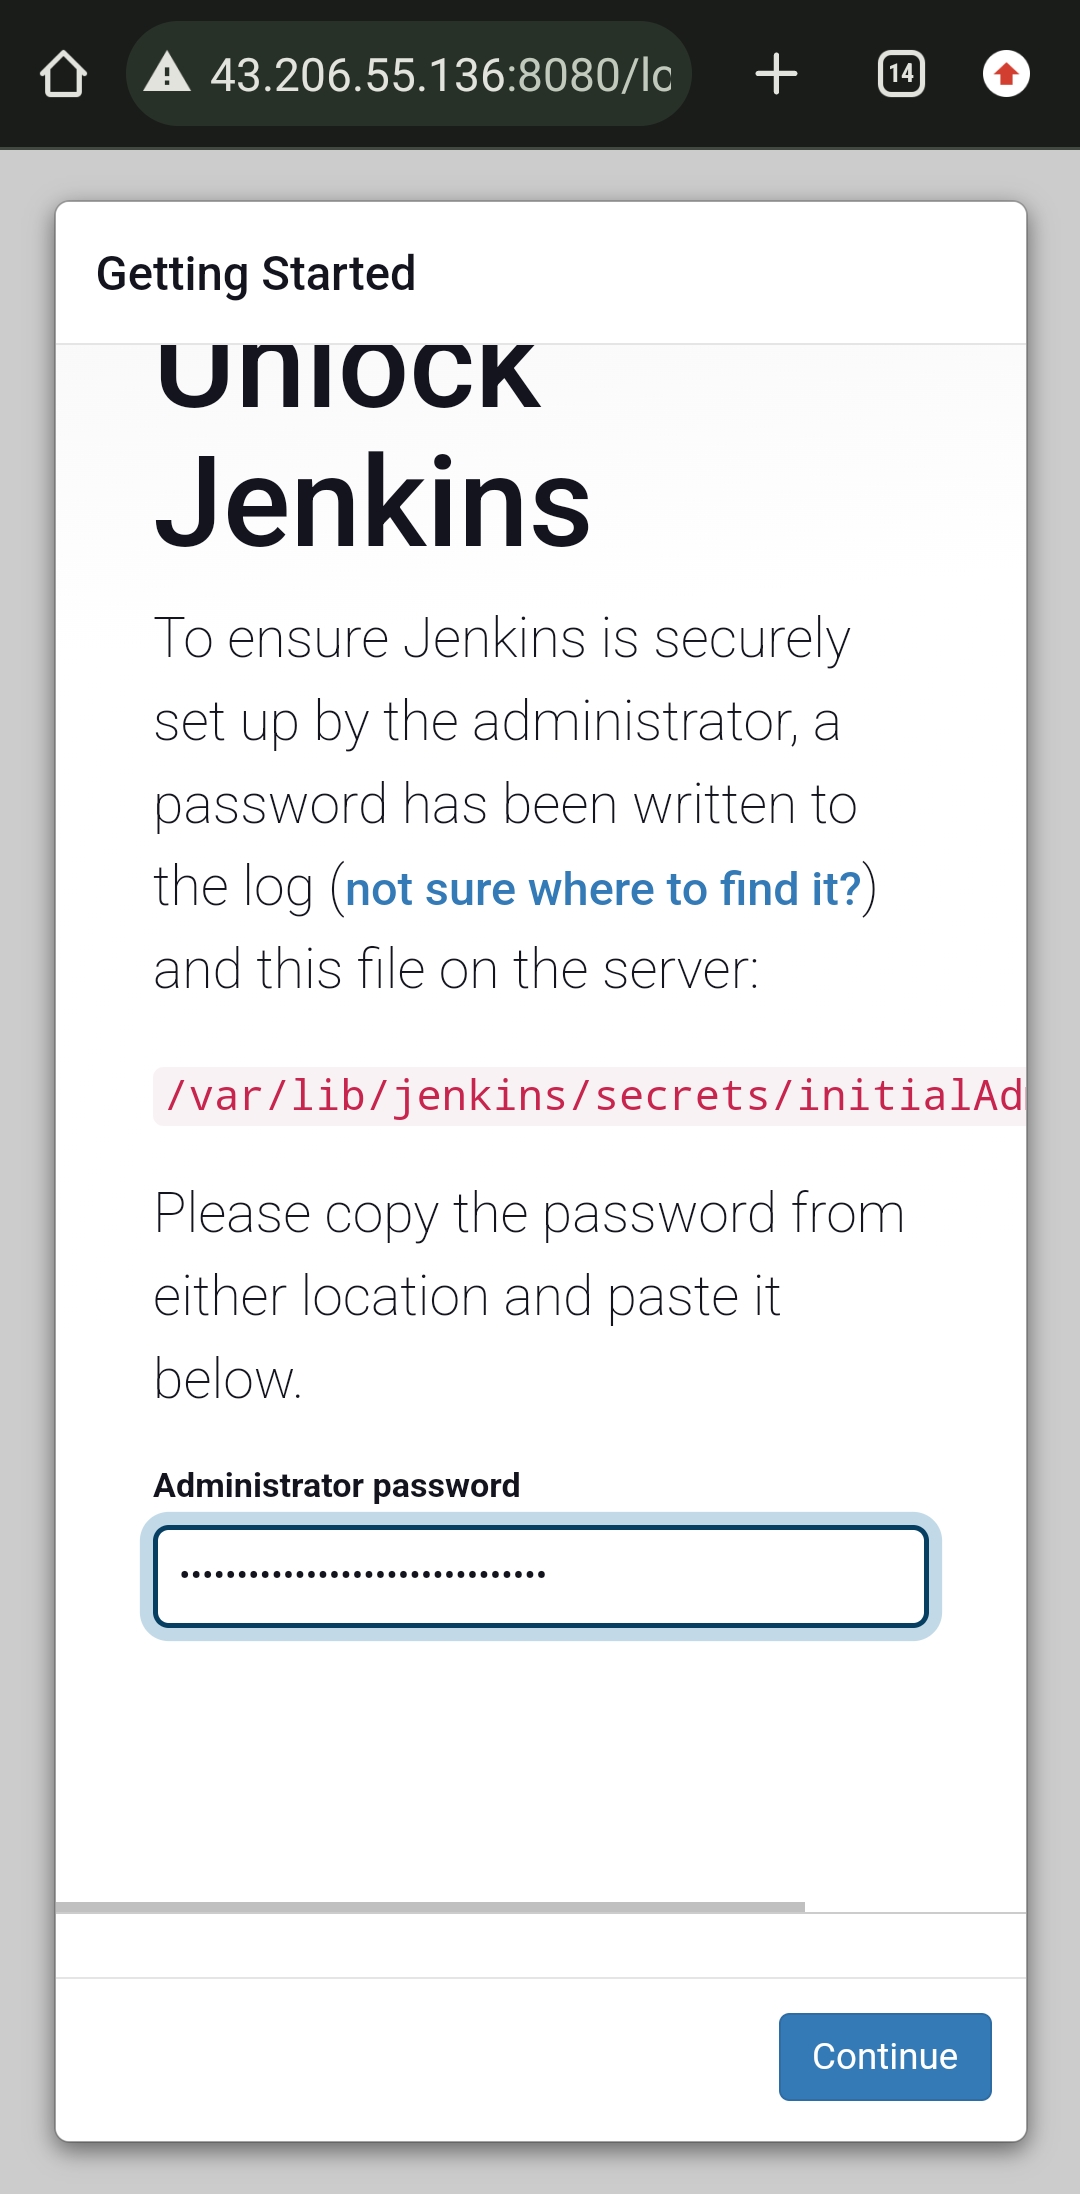 43.206.55.136:8080/lo
14
Getting Started
Unlock
Jenkins
To ensure Jenkins is securely
set up by the administrator, a
password has been written to
the log (not sure where to find it?)
and this file on the server:
/var/lib/jenkins/secrets/initialAd
Please copy the password from
either location and paste it
below.
Administrator password
••••••••••••••••••••••••••••••••
Continue